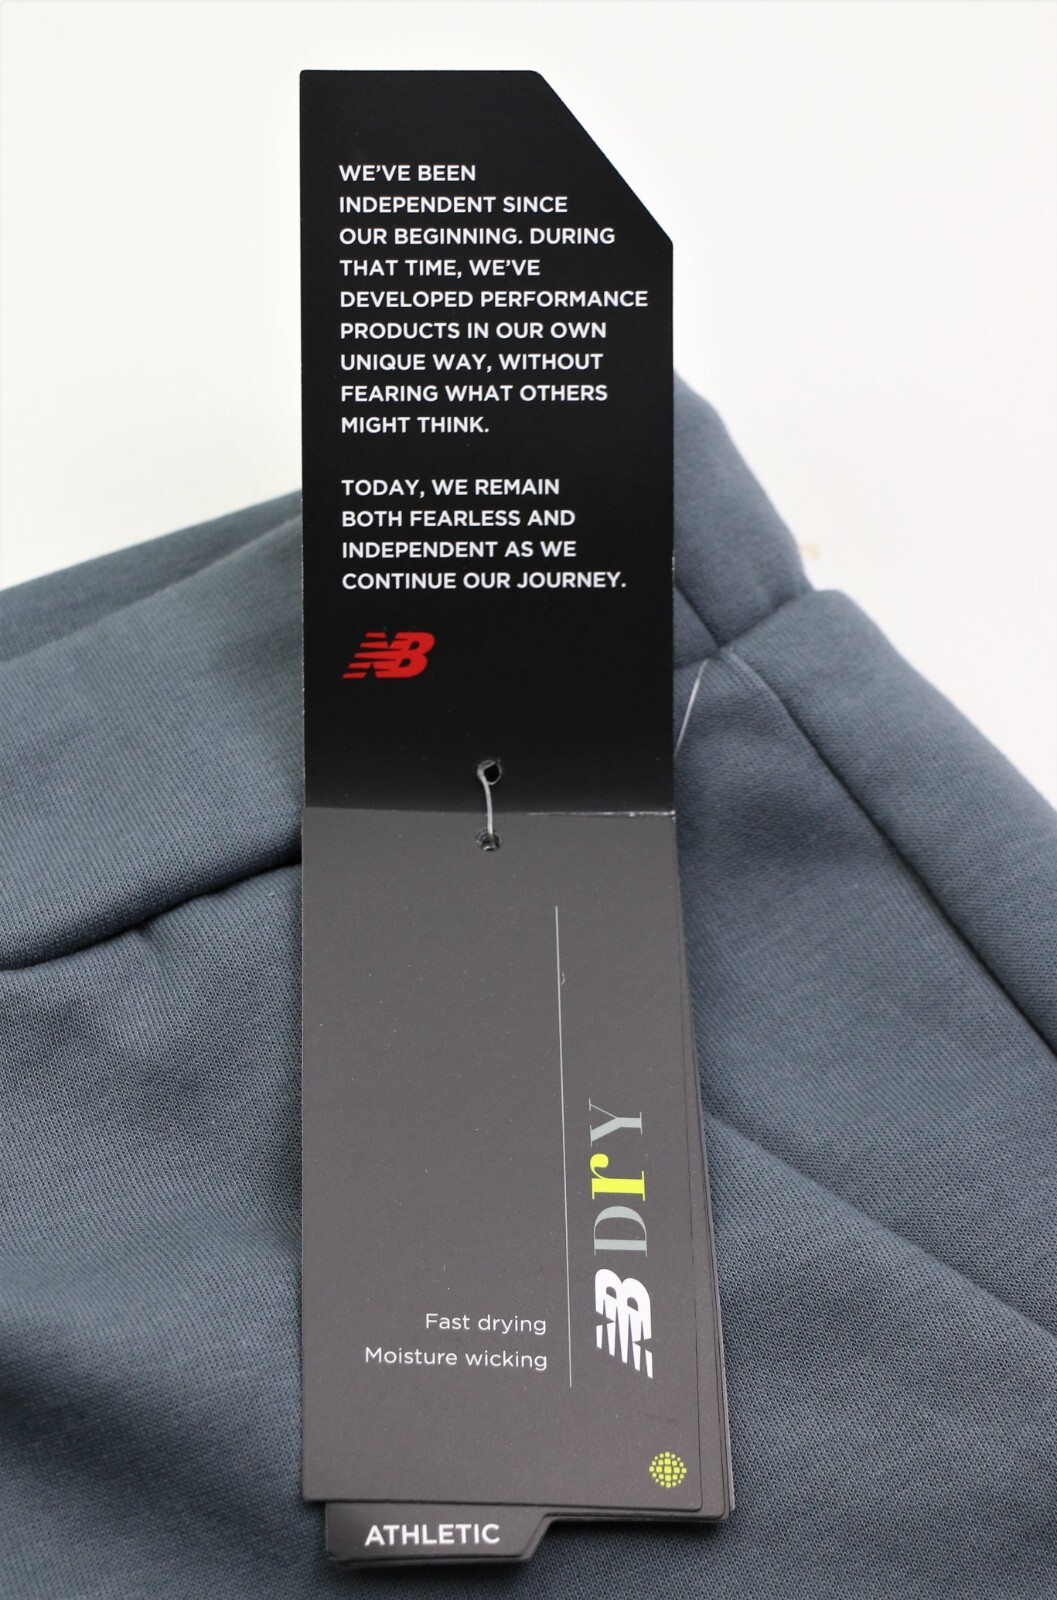 WE'VE BEEN
INDEPENDENT SINCE
OUR BEGINNING. DURING
THAT TIME, WE'VE
DEVELOPED PERFORMANCE
PRODUCTS IN OUR OWN
UNIQUE WAY, WITHOUT
FEARING WHAT OTHERS
MIGHT THINK.
TODAY, WE REMAIN
BOTH FEARLESS AND
INDEPENDENT AS WE
CONTINUE OUR JOURNEY.
NB
NB DrY
Fast drying
Moisture wicking
ATHLETIC